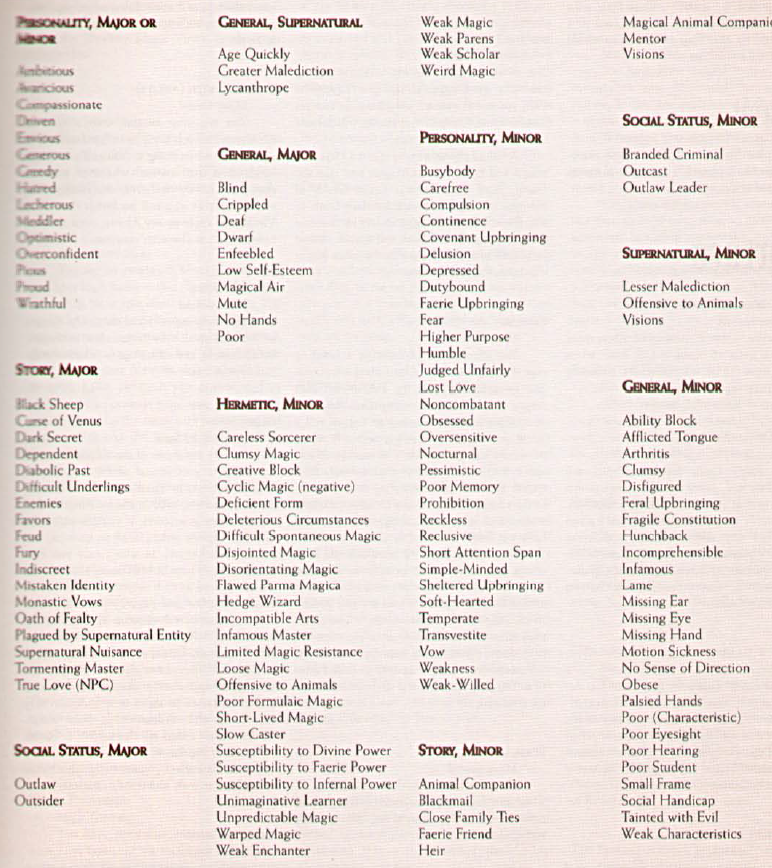 PERSONALITY, MAJOR OR
MINOR
Ambitious
Avaricious
Compassionate
Driven
Envious
Generous
Greedy
Hatred
Lecherous
Meddler
Optimistic
Overconfident
Pious
Proud
Wrathful
STORY, MAJOR
Black Sheep
Curse of Venus
Dark Secret
Dependent
Diabolic Past
Difficult Underlings
Enemies
Favors
Feud
Fury
Indiscreet
Mistaken Identity
Monastic Vows
Oath of Fealty
Plagued by Supernatural Entity
Supernatural Nuisance
Tormenting Master
True Love (NPC)
SOCIAL STATUS, MAJOR
Outlaw
Outsider
GENERAL, SUPERNATURAL
Age Quickly
Greater Malediction
Lycanthrope
GENERAL, MAJOR
Blind
Crippled
Deaf
Dwarf
Enfeebled
Low Self-Esteem
Magical Air
Mute
No Hands
Poor
HERMETIC, MINOR
Careless Sorcerer
Clumsy Magic
Creative Block
Cyclic Magic (negative)
Deficient Form
Deleterious Circumstances
Difficult Spontaneous Magic
Disjointed Magic
Disorientating Magic
Flawed Parma Magica
Hedge Wizard
Incompatible Arts
Infamous Master
Limited Magic Resistance
Loose Magic
Offensive to Animals
Poor Formulaic Magic
Short-Lived Magic
Slow Caster
Susceptibility to Divine Power
Susceptibility to Faerie Power
Susceptibility to Infernal Power
Unimaginative Learner
Unpredictable Magic
Warped Magic
Weak Enchanter
Weak Magic
Weak Parens
Weak Scholar
Weird Magic
PERSONALITY, MINOR
Busybody
Carefree
Compulsion
Continence
Covenant Upbringing
Delusion
Depressed
Dutybound
Faerie Upbringing
Fear
Higher Purpose
Humble
Judged Unfairly
Lost Love
Noncombatant
Obsessed
Oversensitive
Nocturnal
Pessimistic
Poor Memory
Prohibition
Reckless
Reclusive
Short Attention Span
Simple-Minded
Sheltered Upbringing
Soft-Hearted
Temperate
Transvestite
Vow
Weakness
Weak-Willed
STORY, MINOR
Animal Companion
Blackmail
Close Family Ties
Faerie Friend
Heir
Magical Animal Companio
Mentor
Visions
SOCIAL STATUS, MINOR
Branded Criminal
Outcast
Outlaw Leader
SUPERNATURAL, MINOR
Lesser Malediction
Offensive to Animals
Visions
GENERAL, MINOR
Ability Block
Afflicted Tongue
Arthritis
Clumsy
Disfigured
Feral Upbringing
Fragile Constitution
Hunchback
Incomprehensible
Infamous
Lame
Missing Ear
Missing Eye
Missing Hand
Motion Sickness
No Sense of Direction
Obese
Palsied Hands
Poor (Characteristic)
Poor Eyesight
Poor Hearing
Poor Student
Small Frame
Social Handicap
Tainted with Evil
Weak Characteristics